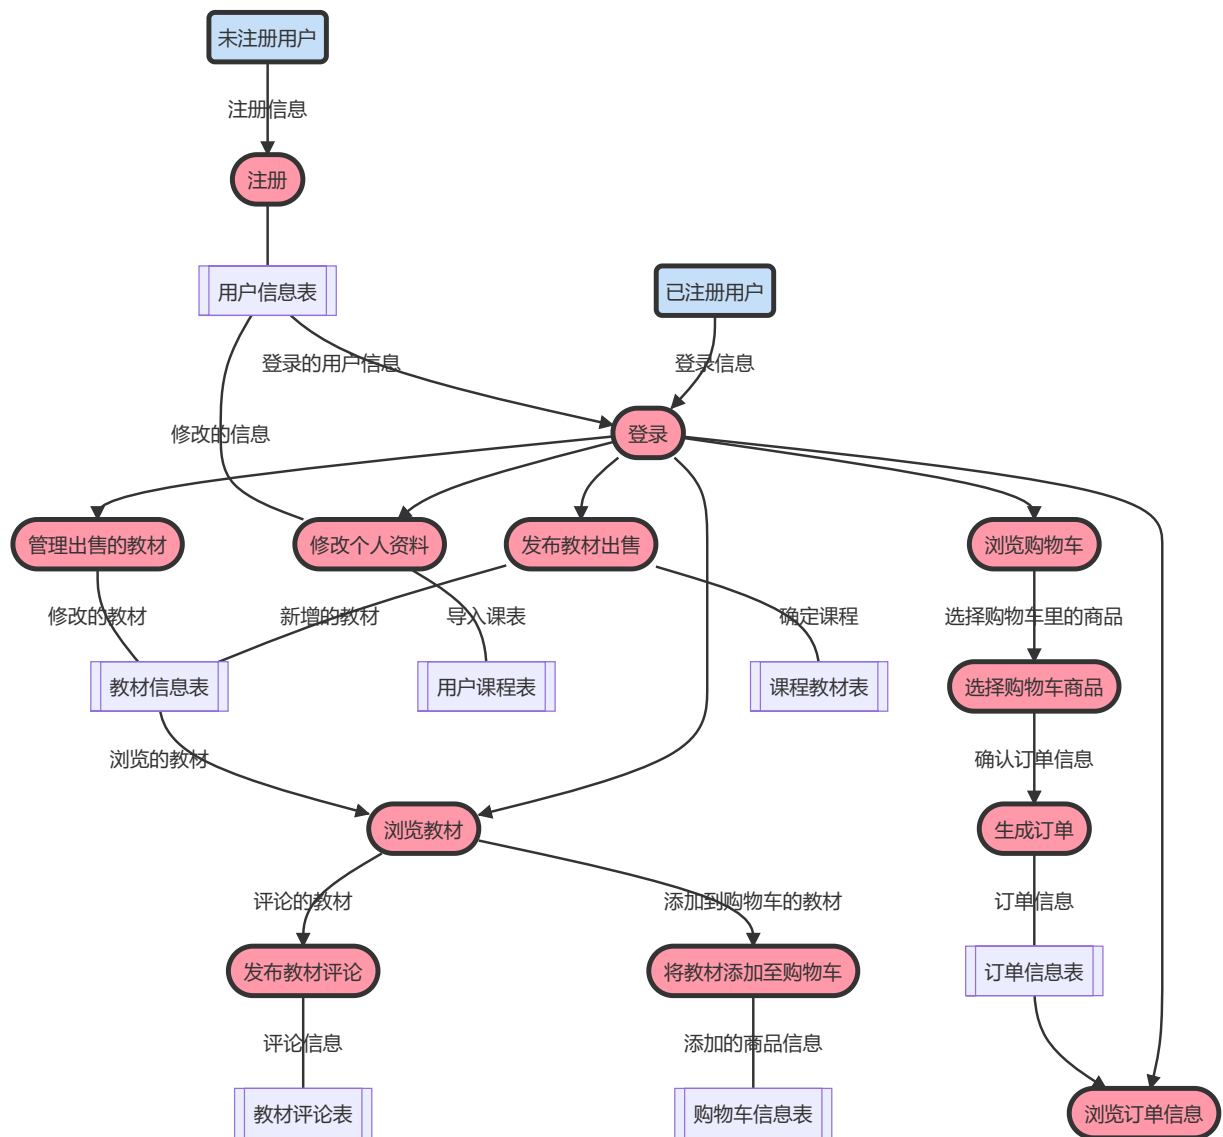 未注册用户
注册信息
注册
用户信息表
已注册用户
登录的用户信息
登录信息
修改的信息
登录
管理出售的教材
修改个人资料
发布教材出售
浏览购物车
修改的教材
新增的教材
导入课表
确定课程
选择购物车里的商品
教材信息表
用户课程表
课程教材表
选择购物车商品
浏览的教材
确认订单信息
浏览教材
生成订单
评论的教材
添加到购物车的教材
订单信息
发布教材评论
将教材添加至购物车
订单信息表
评论信息
添加的商品信息
教材评论表
购物车信息表
浏览订单信息